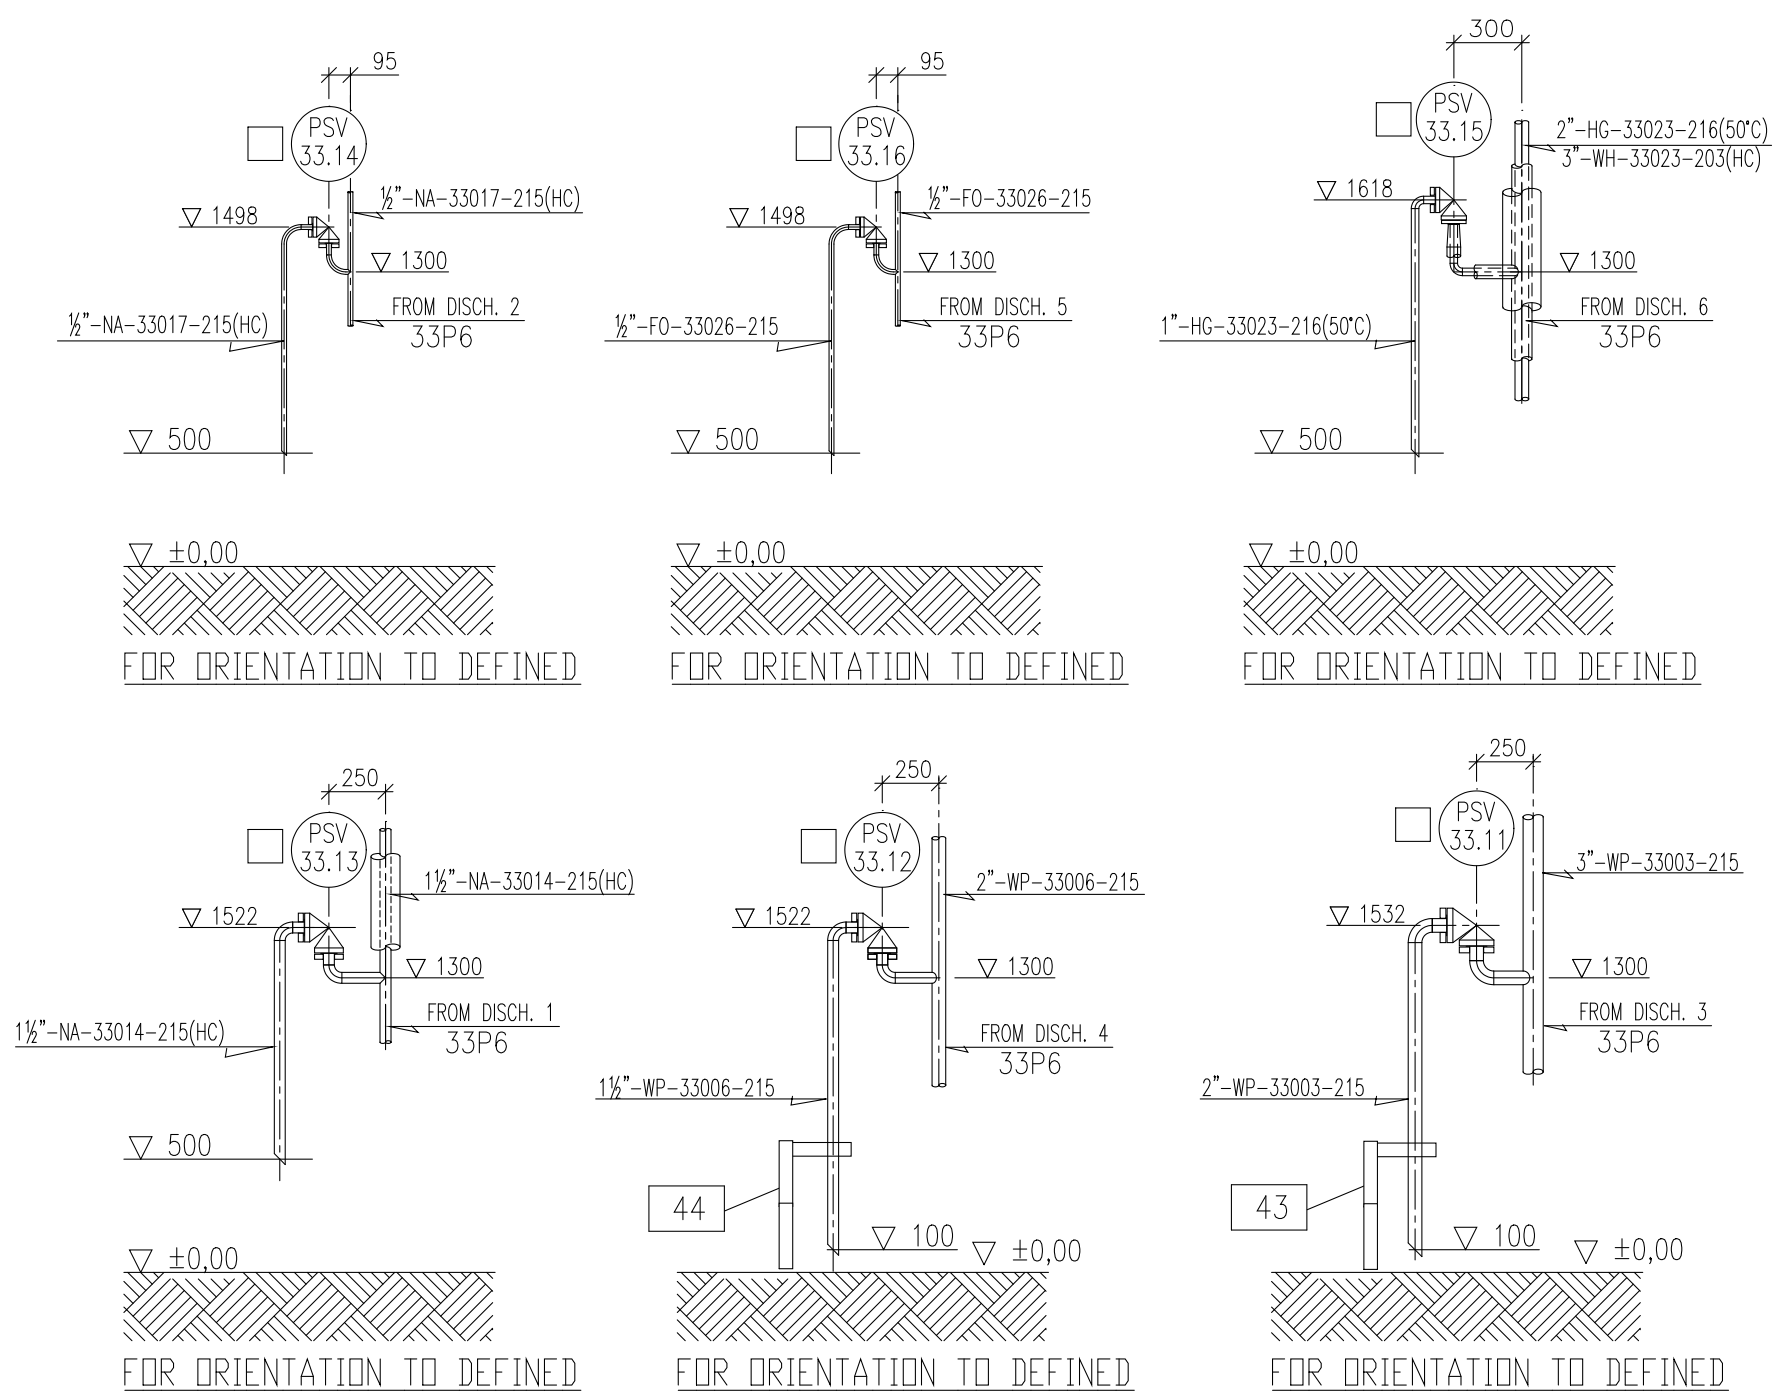 95
PSV
33.14
½"-NA-33017-215(HC)
1498
1300
FROM DISCH. 2
33P6
½"-NA-33017-215(HC)
500
±0,00
FOR ORIENTATION TO DEFINED
95
PSV
33.16
½"-FO-33026-215
1498
1300
FROM DISCH. 5
33P6
½"-FO-33026-215
500
±0,00
FOR ORIENTATION TO DEFINED
300
PSV
33.15
2"-HG-33023-216(50°C)
3"-WH-33023-203(HC)
1618
1300
FROM DISCH. 6
33P6
1"-HG-33023-216(50°C)
500
±0,00
FOR ORIENTATION TO DEFINED
250
PSV
33.13
1½"-NA-33014-215(HC)
1522
1300
FROM DISCH. 1
33P6
1½"-NA-33014-215(HC)
500
±0,00
FOR ORIENTATION TO DEFINED
250
PSV
33.12
2"-WP-33006-215
1522
1300
FROM DISCH. 4
33P6
1½"-WP-33006-215
44
100
±0,00
FOR ORIENTATION TO DEFINED
250
PSV
33.11
3"-WP-33003-215
1532
1300
FROM DISCH. 3
33P6
2"-WP-33003-215
43
100
±0,00
FOR ORIENTATION TO DEFINED